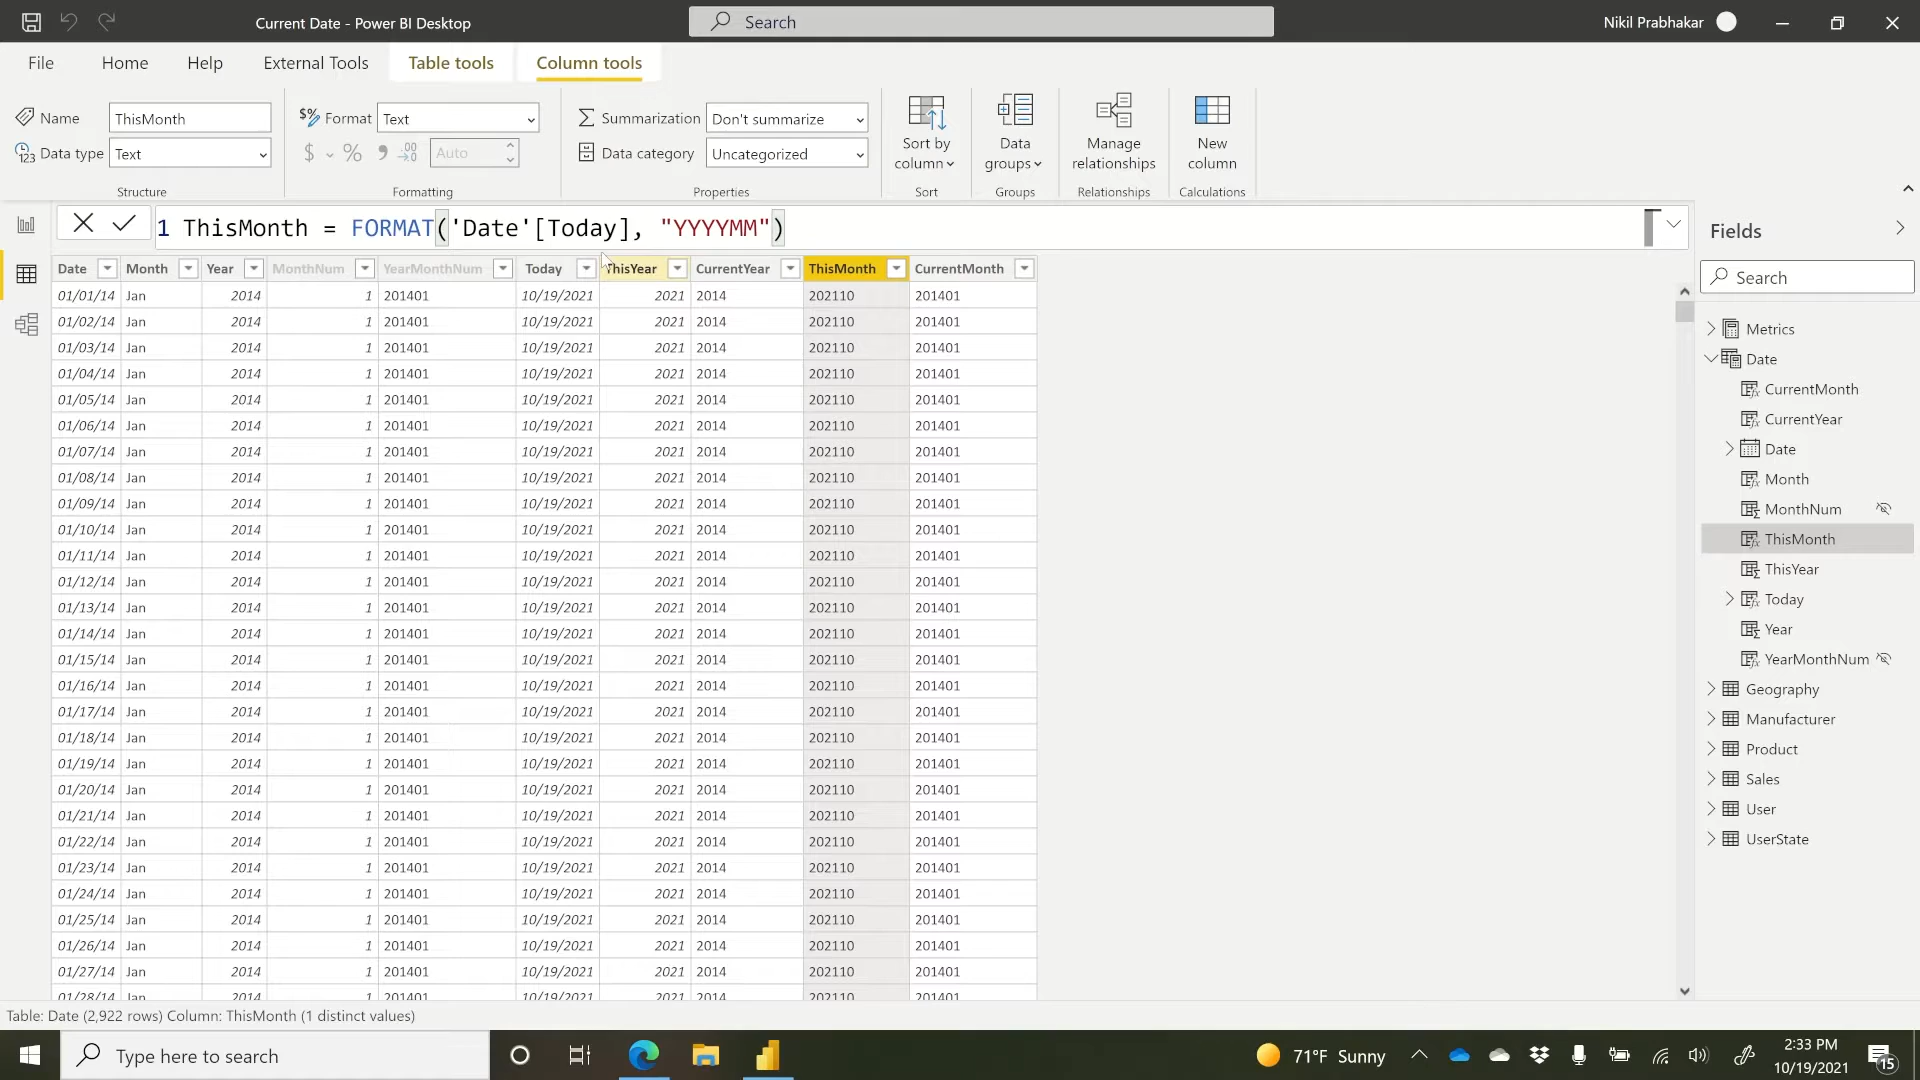 Current Date - Power BI Desktop
Search
Nikil Prabhakar
File Home Help External Tools Table tools Column tools
Name ThisMonth
Format Text
Summarization Don't summarize
Data type Text
$ % Auto
Data category Uncategorized
Sort by column
Data groups
Manage relationships
New column
Structure Formatting Properties Sort Groups Relationships Calculations
1 ThisMonth = FORMAT('Date'[Today], "YYYYMM")
Date Month Year MonthNum YearMonthNum Today ThisYear CurrentYear ThisMonth CurrentMonth
01/01/14 Jan 2014 1 201401 10/19/2021 2021 2014 202110 201401
01/02/14 Jan 2014 1 201401 10/19/2021 2021 2014 202110 201401
01/03/14 Jan 2014 1 201401 10/19/2021 2021 2014 202110 201401
01/04/14 Jan 2014 1 201401 10/19/2021 2021 2014 202110 201401
01/05/14 Jan 2014 1 201401 10/19/2021 2021 2014 202110 201401
01/06/14 Jan 2014 1 201401 10/19/2021 2021 2014 202110 201401
01/07/14 Jan 2014 1 201401 10/19/2021 2021 2014 202110 201401
01/08/14 Jan 2014 1 201401 10/19/2021 2021 2014 202110 201401
01/09/14 Jan 2014 1 201401 10/19/2021 2021 2014 202110 201401
01/10/14 Jan 2014 1 201401 10/19/2021 2021 2014 202110 201401
01/11/14 Jan 2014 1 201401 10/19/2021 2021 2014 202110 201401
01/12/14 Jan 2014 1 201401 10/19/2021 2021 2014 202110 201401
01/13/14 Jan 2014 1 201401 10/19/2021 2021 2014 202110 201401
01/14/14 Jan 2014 1 201401 10/19/2021 2021 2014 202110 201401
01/15/14 Jan 2014 1 201401 10/19/2021 2021 2014 202110 201401
01/16/14 Jan 2014 1 201401 10/19/2021 2021 2014 202110 201401
01/17/14 Jan 2014 1 201401 10/19/2021 2021 2014 202110 201401
01/18/14 Jan 2014 1 201401 10/19/2021 2021 2014 202110 201401
01/19/14 Jan 2014 1 201401 10/19/2021 2021 2014 202110 201401
01/20/14 Jan 2014 1 201401 10/19/2021 2021 2014 202110 201401
01/21/14 Jan 2014 1 201401 10/19/2021 2021 2014 202110 201401
01/22/14 Jan 2014 1 201401 10/19/2021 2021 2014 202110 201401
01/23/14 Jan 2014 1 201401 10/19/2021 2021 2014 202110 201401
01/24/14 Jan 2014 1 201401 10/19/2021 2021 2014 202110 201401
01/25/14 Jan 2014 1 201401 10/19/2021 2021 2014 202110 201401
01/26/14 Jan 2014 1 201401 10/19/2021 2021 2014 202110 201401
01/27/14 Jan 2014 1 201401 10/19/2021 2021 2014 202110 201401
01/28/14 Jan 2014 1 201401 10/19/2021 2021 2014 202110 201401
Fields
Search
Metrics
Date
CurrentMonth
CurrentYear
Date
Month
MonthNum
ThisMonth
ThisYear
Today
Year
YearMonthNum
Geography
Manufacturer
Product
Sales
User
UserState
Table: Date (2,922 rows) Column: ThisMonth (1 distinct values)
Type here to search
71°F Sunny
2:33 PM
10/19/2021
15